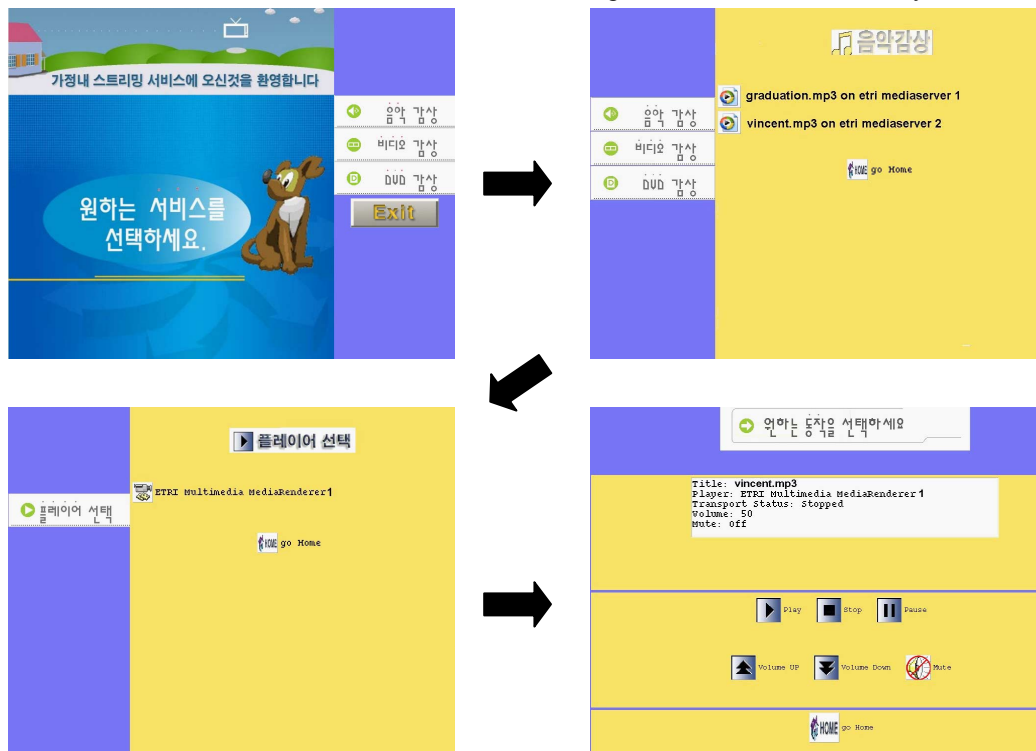 가정내 스트리밍 서비스에 오신것을 환영합니다
음악 감상
비디오 감상
DVD 감상
Exit
원하는 서비스를
선택하세요.
음악감상
음악 감상
비디오 감상
DVD 감상
graduation.mp3 on etri mediaserver 1
vincent.mp3 on etri mediaserver 2
HOME go Home
플레이어 선택
플레이어 선택
ETRI Multimedia MediaRenderer1
HOME go Home
원하는 동작을 선택하세요
Title: vincent.mp3
Player: ETRI Multimedia MediaRenderer 1
Transport Status: Stopped
Volume: 50
Mute: Off
Play Stop Pause
Volume UP Volume Down Mute
HOME go Home